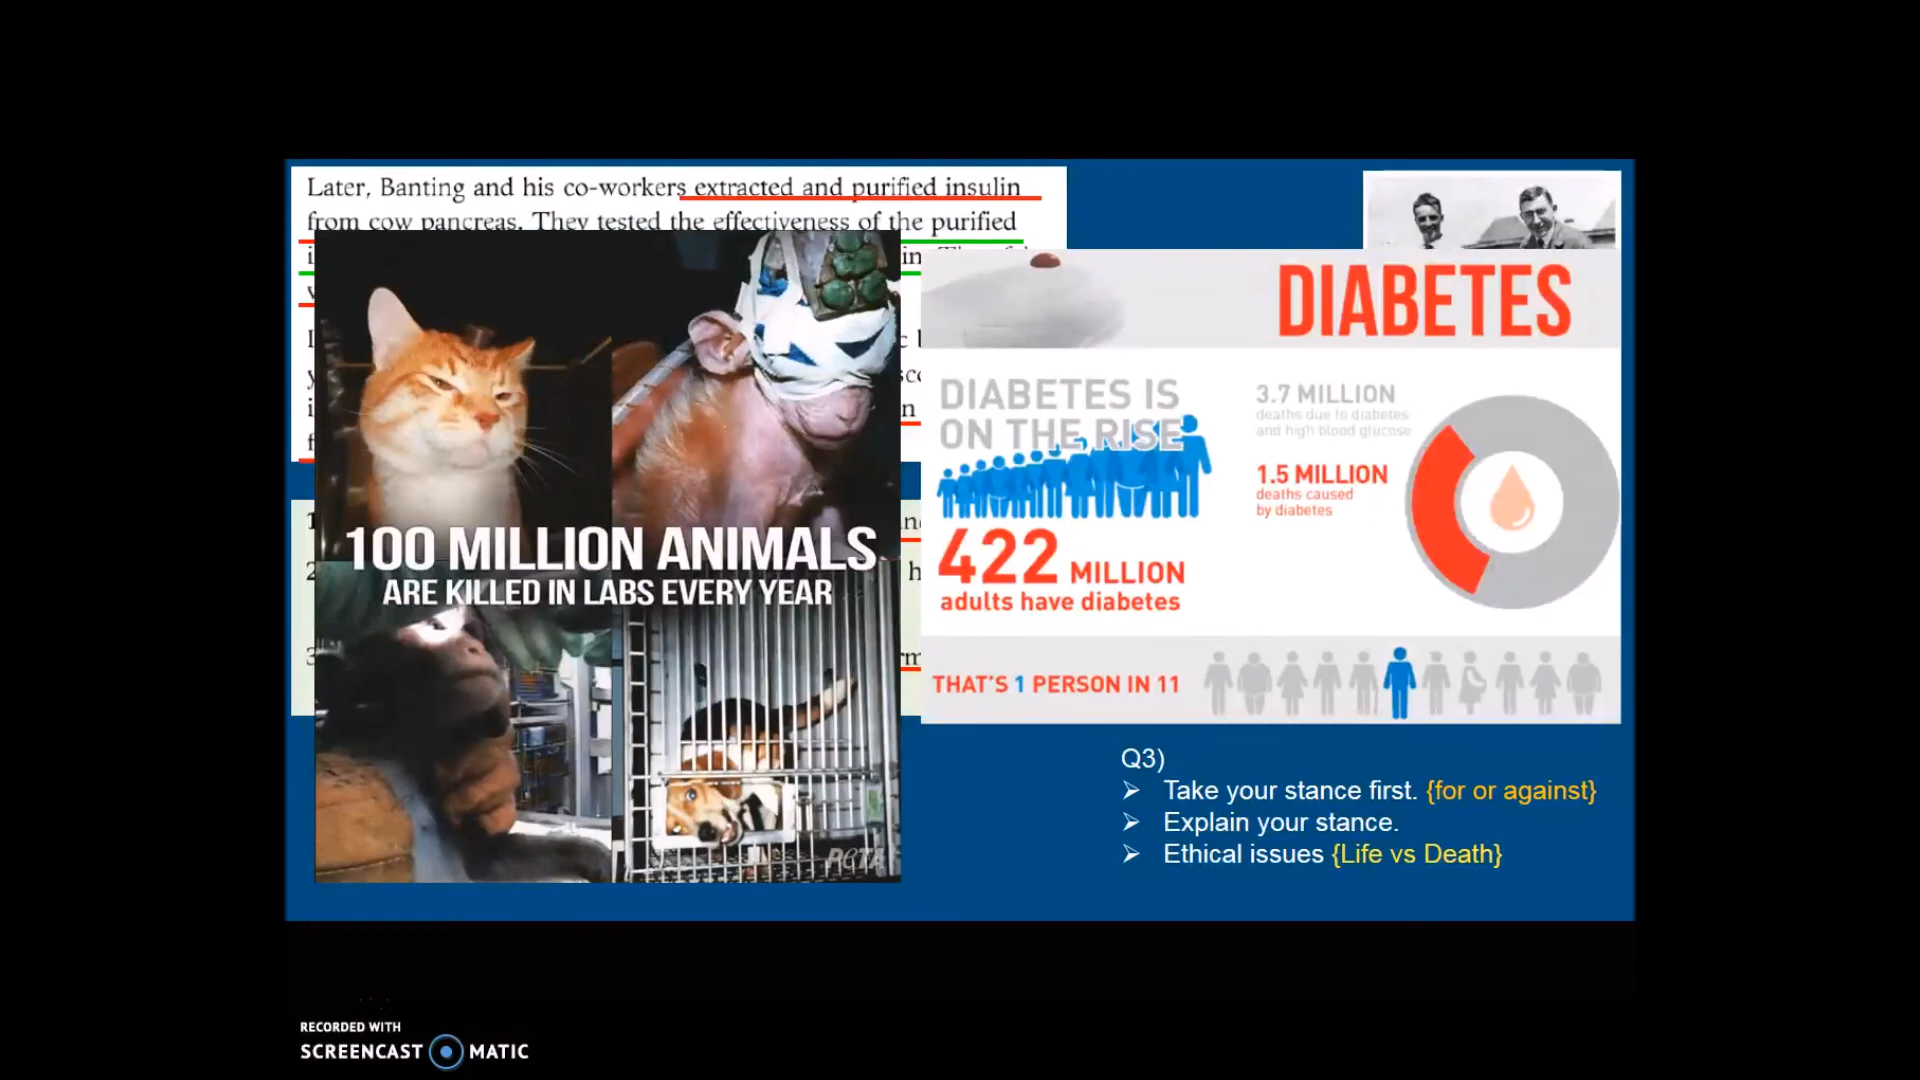 Later, Banting and his co-workers extracted and purified insulin
from cow pancreas. They tested the effectiveness of the purified
in
n
h
100 MILLION ANIMALS
ARE KILLED IN LABS EVERY YEAR
PETA
DIABETES
DIABETES IS
ON THE RISE
422 MILLION
adults have diabetes
3.7 MILLION
deaths due to diabetes
and high blood glucose
1.5 MILLION
deaths caused
by diabetes
THAT'S 1 PERSON IN 11
Q3)
Take your stance first. {for or against}
Explain your stance.
Ethical issues {Life vs Death}
RECORDED WITH
SCREENCAST MATIC